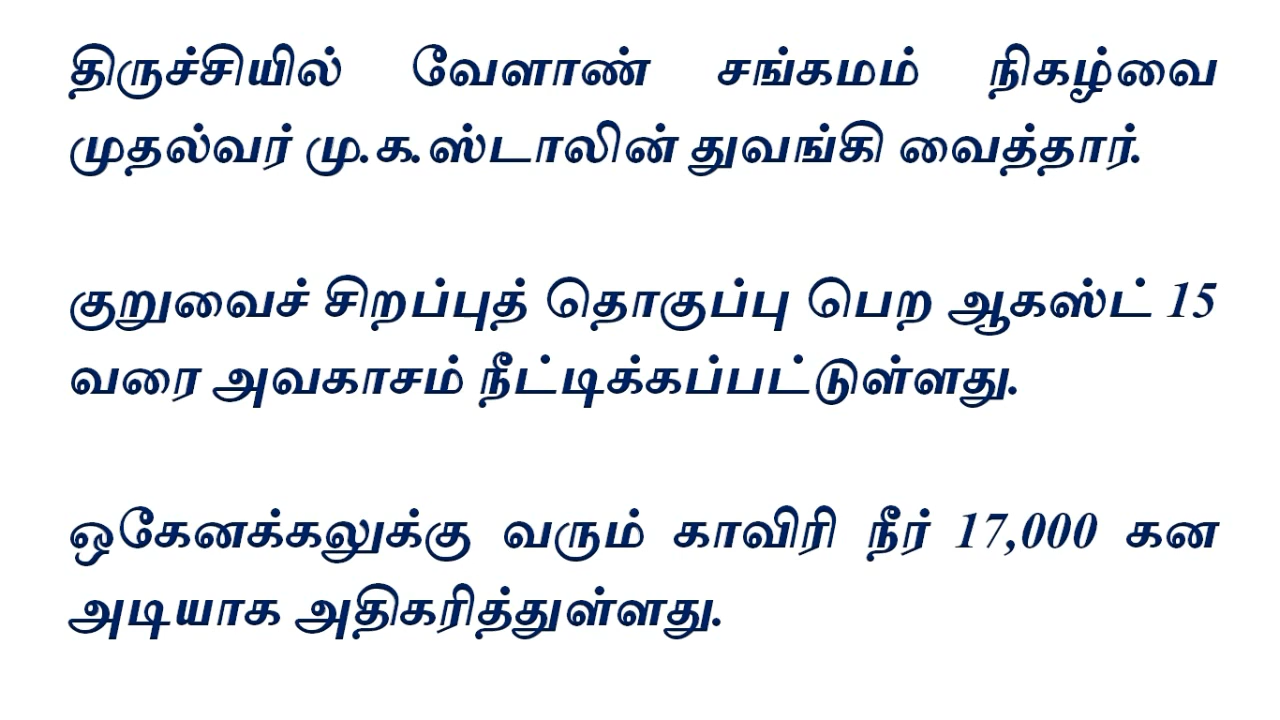 திருச்சியில் வேளாண் சங்கமம் நிகழ்வை
முதல்வர் மு.க.ஸ்டாலின் துவங்கி வைத்தார்.
குறுவைச் சிறப்புத் தொகுப்பு பெற ஆகஸ்ட் 15
வரை அவகாசம் நீட்டிக்கப்பட்டுள்ளது.
ஒகேனக்கலுக்கு வரும் காவிரி நீர் 17,000 கன
அடியாக அதிகரித்துள்ளது.